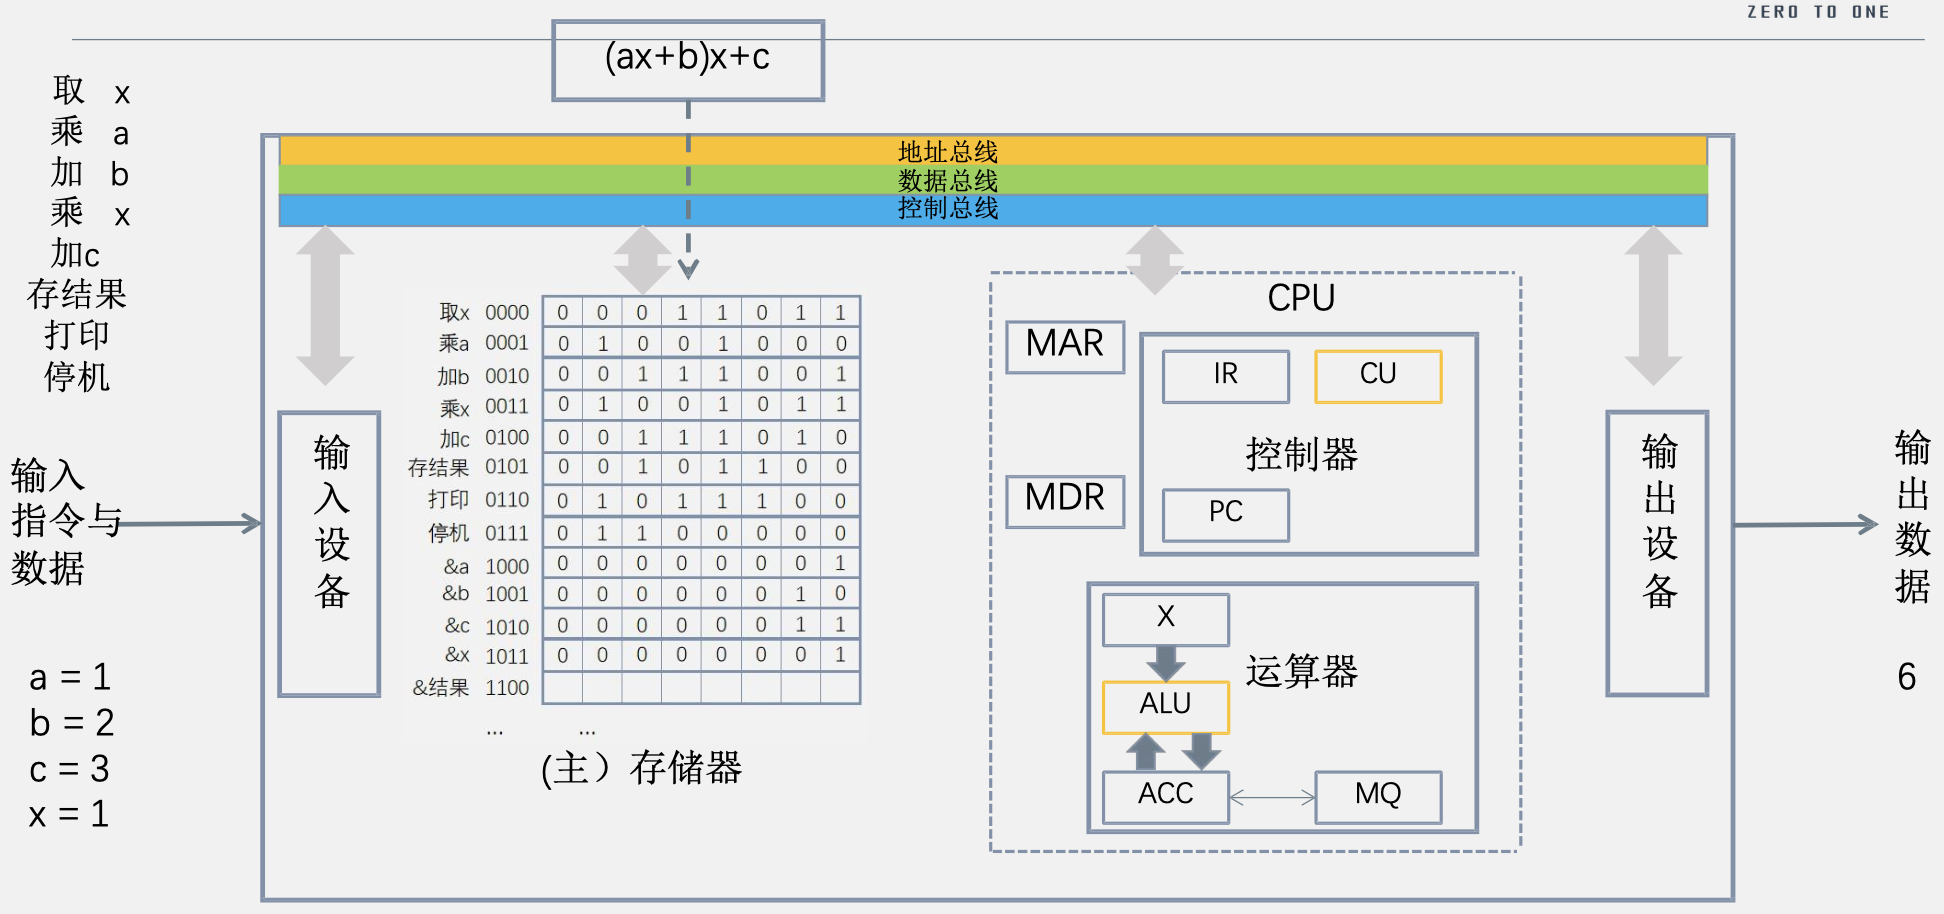 ZERO TO ONE
(ax+b)x+c
取 x
乘 a
加 b
乘 x
加c
存结果
打印
停机
地址总线
数据总线
控制总线
输入
指令与
数据
a = 1
b = 2
c = 3
x = 1
输入设备
取x 0000 0 0 0 1 1 0 1 1
乘a 0001 0 1 0 0 1 0 0 0
加b 0010 0 0 1 1 1 0 0 1
乘x 0011 0 1 0 0 1 0 1 1
加c 0100 0 0 1 1 1 0 1 0
存结果 0101 0 0 1 0 1 1 0 0
打印 0110 0 1 0 1 1 1 0 0
停机 0111 0 1 1 0 0 0 0 0
&a 1000 0 0 0 0 0 0 0 1
&b 1001 0 0 0 0 0 0 1 0
&c 1010 0 0 0 0 0 0 1 1
&x 1011 0 0 0 0 0 0 0 1
&结果 1100
... ...
(主）存储器
CPU
MAR
MDR
IR
CU
控制器
PC
X
运算器
ALU
ACC
MQ
输出设备
输出数据
6